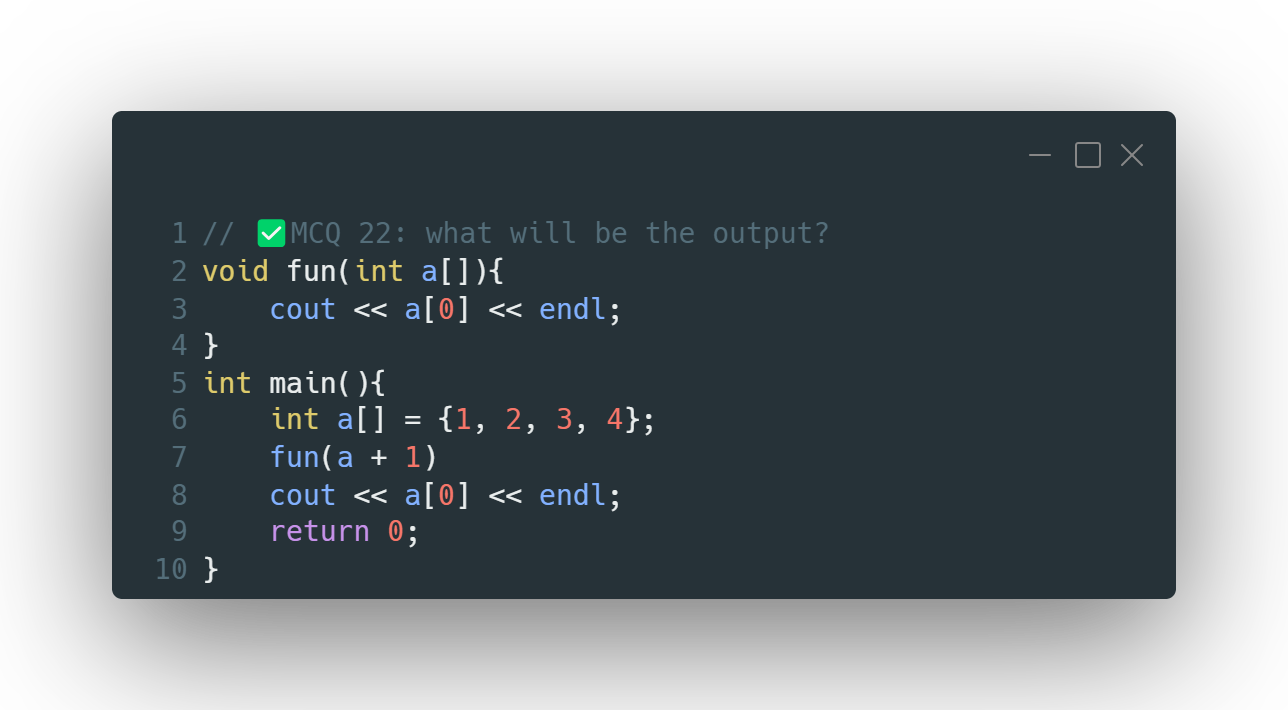 1 // ✅MCQ 22: what will be the output?
2 void fun(int a[]){
3     cout << a[0] << endl;
4 }
5 int main(){
6     int a[] = {1, 2, 3, 4};
7     fun(a + 1)
8     cout << a[0] << endl;
9     return 0;
10 }